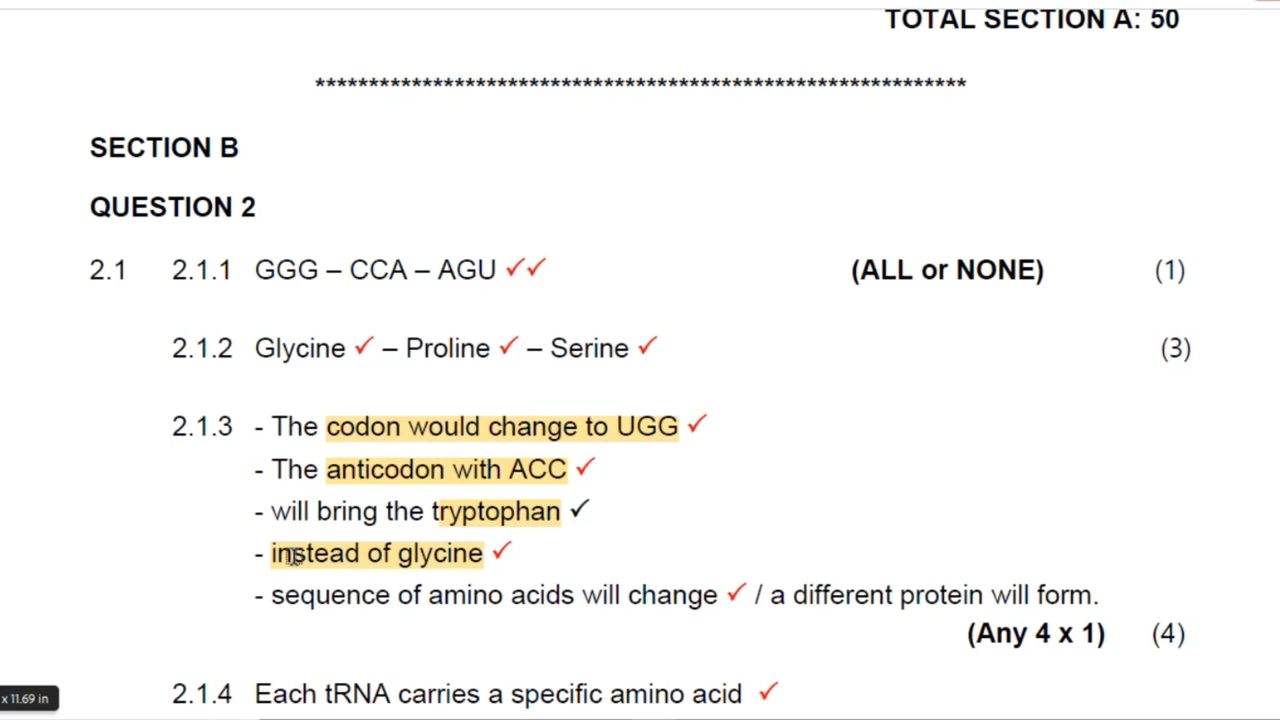 TOTAL SECTION A: 50
************************************************************
SECTION B
QUESTION 2
2.1 2.1.1 GGG – CCA – AGU ✓✓ (ALL or NONE) (1)
2.1.2 Glycine ✓ – Proline ✓ – Serine ✓ (3)
2.1.3 - The codon would change to UGG ✓
- The anticodon with ACC ✓
- will bring the tryptophan ✓
- instead of glycine ✓
- sequence of amino acids will change ✓ / a different protein will form.
(Any 4 x 1) (4)
2.1.4 Each tRNA carries a specific amino acid ✓
x 11.69 in